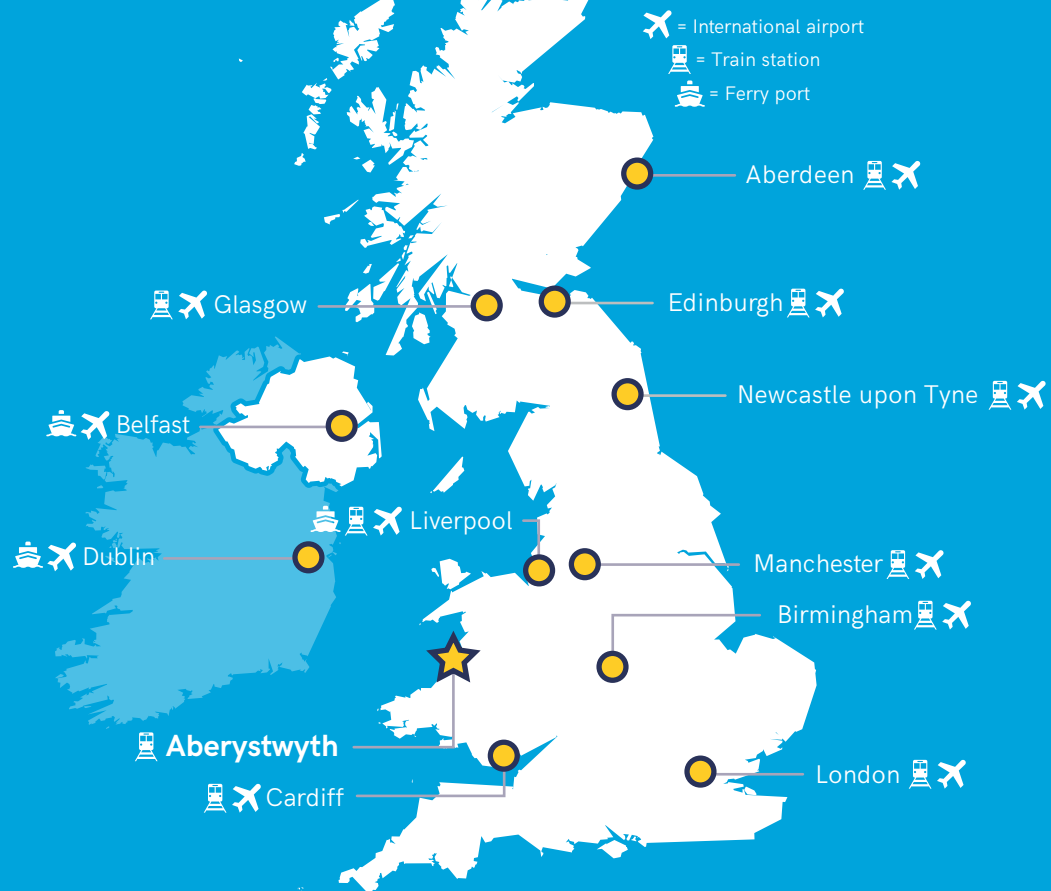 = International airport
= Train station
= Ferry port
Aberdeen
Glasgow
Edinburgh
Newcastle upon Tyne
Belfast
Liverpool
Dublin
Manchester
Birmingham
Aberystwyth
London
Cardiff